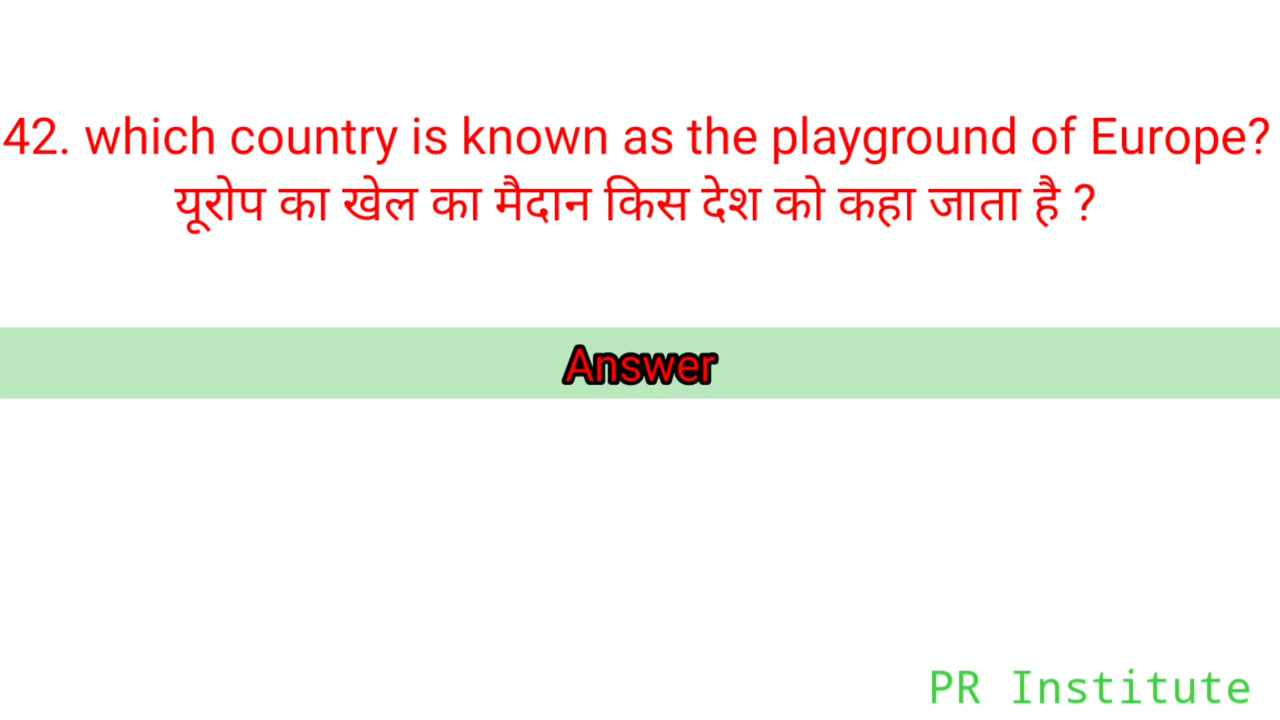 42. which country is known as the playground of Europe?
यूरोप का खेल का मैदान किस देश को कहा जाता है ?
Answer
PR Institute